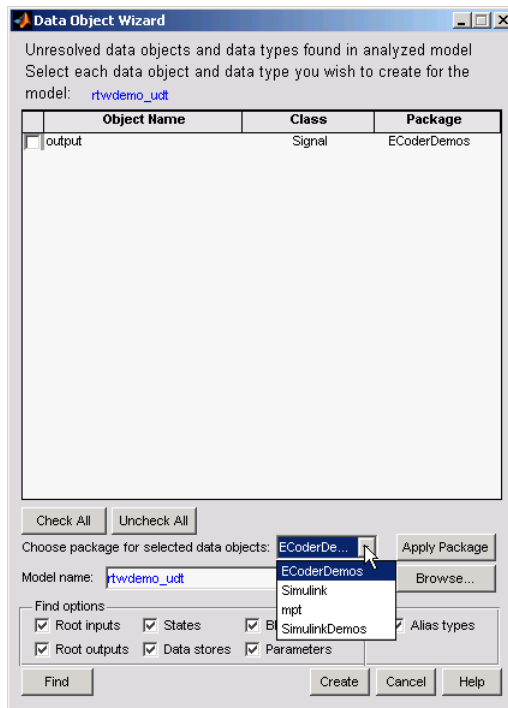 Data Object Wizard
Unresolved data objects and data types found in analyzed model
Select each data object and data type you wish to create for the
model: rtwdemo_udt
Object Name Class Package
output Signal ECoderDemos
Check All Uncheck All
Choose package for selected data objects: ECoderDe... Apply Package
ECoderDemos
Simulink
mpt
SimulinkDemos
Model name: rtwdemo_udt Browse...
Find options
Root inputs States Alias types
Root outputs Data stores Parameters
Find Create Cancel Help